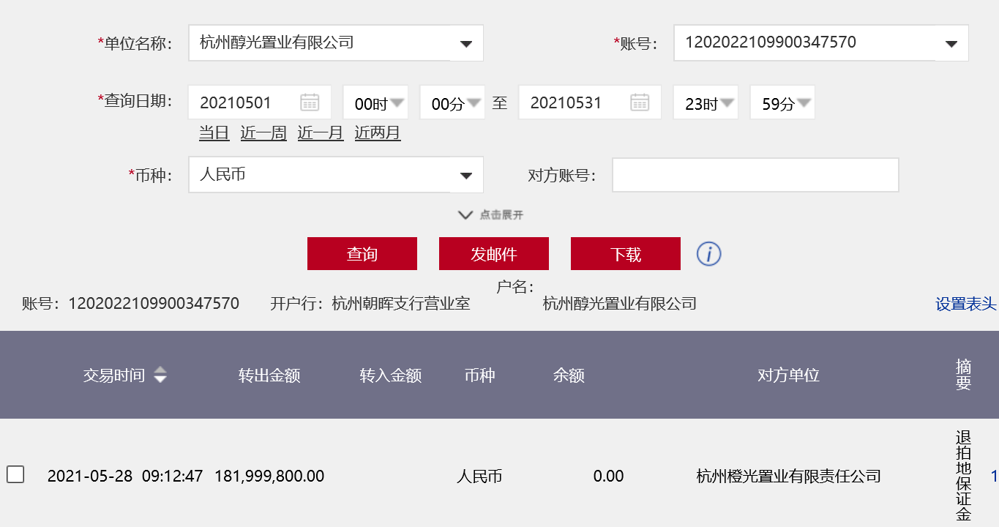 *单位名称： 杭州醇光置业有限公司 *账号： 1202022109900347570
*查询日期： 20210501 00时 00分 至 20210531 23时 59分
当日 近一周 近一月 近两月
*币种： 人民币 对方账号：
点击展开
查询 发邮件 下载 i
账号：1202022109900347570 开户行：杭州朝晖支行营业室 户名：杭州醇光置业有限公司 设置表头
交易时间 转出金额 转入金额 币种 余额 对方单位 摘要
2021-05-28 09:12:47 181,999,800.00 人民币 0.00 杭州橙光置业有限责任公司 退拍地保证金 1